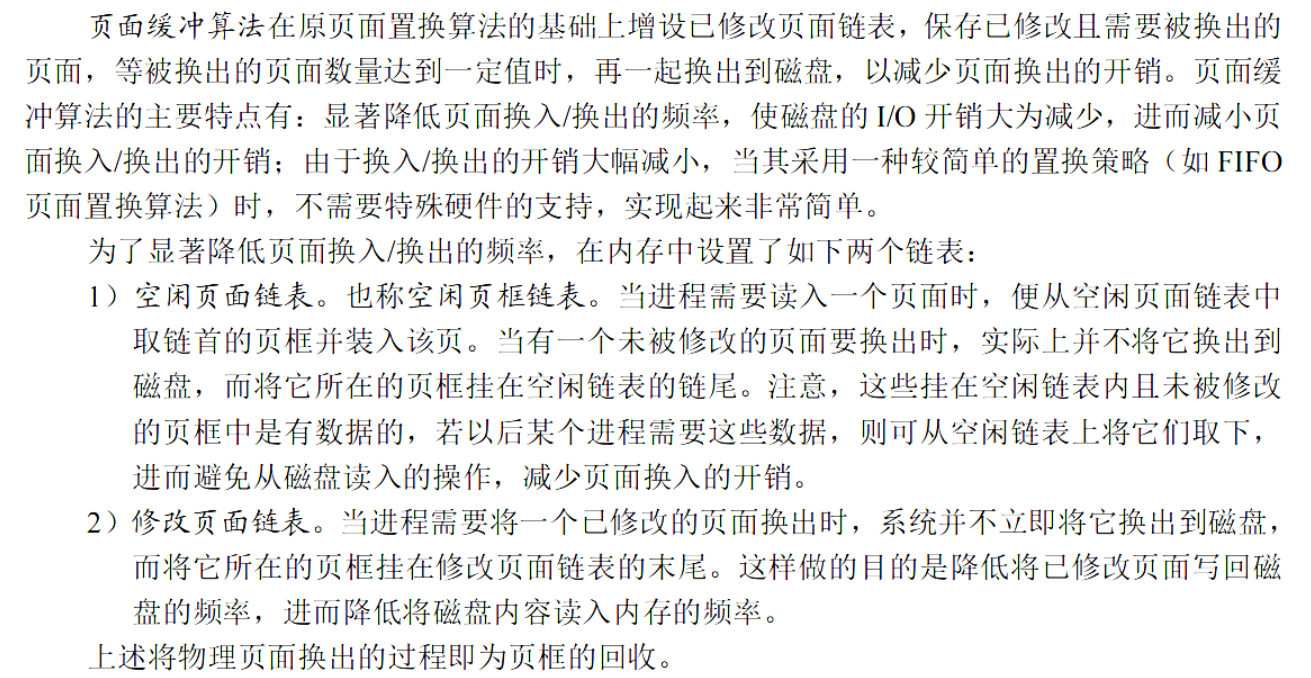 页面缓冲算法在原页面置换算法的基础上增设已修改页面链表，保存已修改且需要被换出的
页面，等被换出的页面数量达到一定值时，再一起换出到磁盘，以减少页面换出的开销。页面缓
冲算法的主要特点有：显著降低页面换入/换出的频率，使磁盘的 I/O 开销大为减少，进而减小页
面换入/换出的开销；由于换入/换出的开销大幅减小，当其采用一种较简单的置换策略（如 FIFO
页面置换算法）时，不需要特殊硬件的支持，实现起来非常简单。
为了显著降低页面换入/换出的频率，在内存中设置了如下两个链表：
1）空闲页面链表。也称空闲页框链表。当进程需要读入一个页面时，便从空闲页面链表中
取链首的页框并装入该页。当有一个未被修改的页面要换出时，实际上并不将它换出到
磁盘，而将它所在的页框挂在空闲链表的链尾。注意，这些挂在空闲链表内且未被修改
的页框中是有数据的，若以后某个进程需要这些数据，则可从空闲链表上将它们取下，
进而避免从磁盘读入的操作，减少页面换入的开销。
2）修改页面链表。当进程需要将一个已修改的页面换出时，系统并不立即将它换出到磁盘，
而将它所在的页框挂在修改页面链表的末尾。这样做的目的是降低将已修改页面写回磁
盘的频率，进而降低将磁盘内容读入内存的频率。
上述将物理页面换出的过程即为页框的回收。